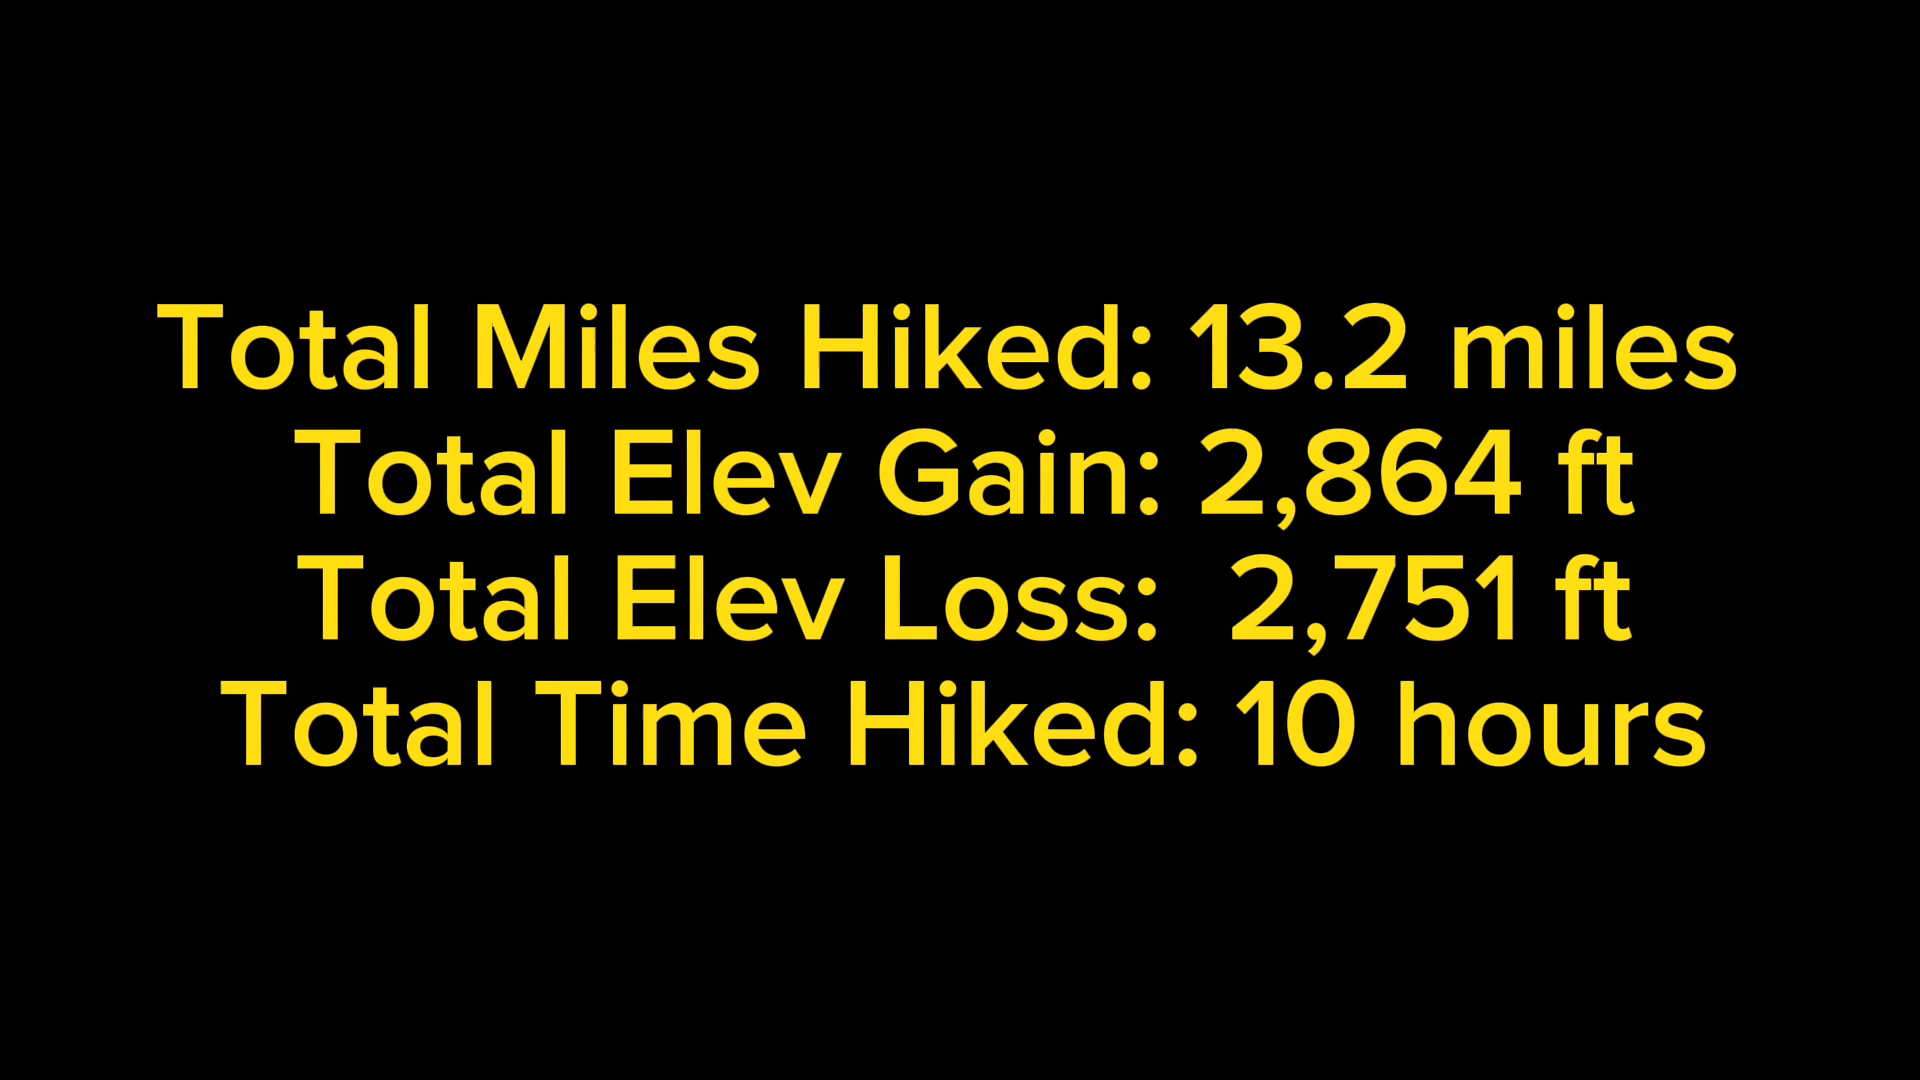 Total Miles Hiked: 13.2 miles
Total Elev Gain: 2,864 ft
Total Elev Loss:  2,751 ft
Total Time Hiked: 10 hours